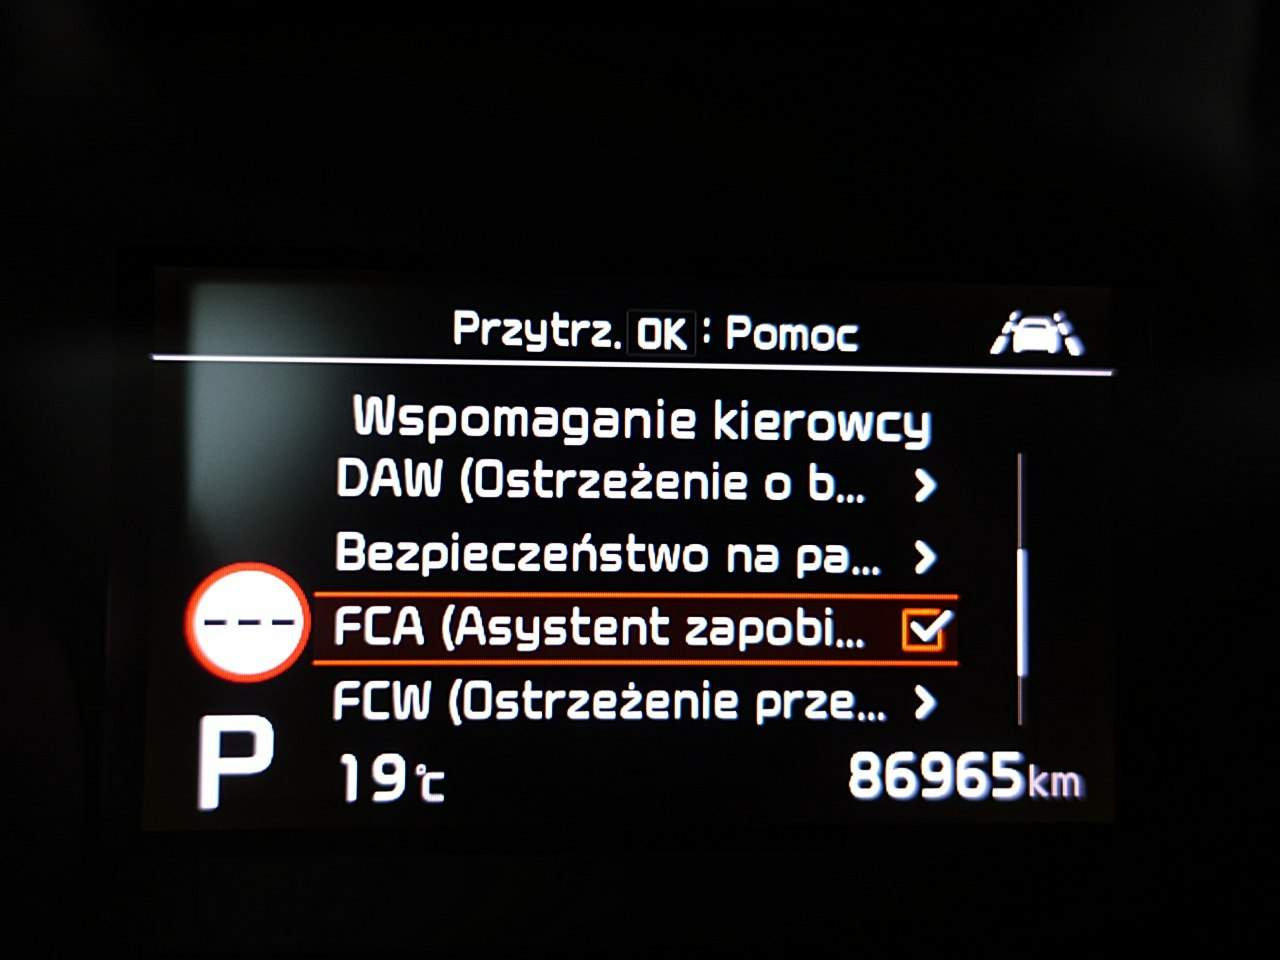 Przytrz. OK : Pomoc
Wspomaganie kierowcy
DAW (Ostrzeżenie o b...
Bezpieczeństwo na pa...
---
FCA (Asystent zapobi...
FCW (Ostrzeżenie prze...
P
19°C
86965km